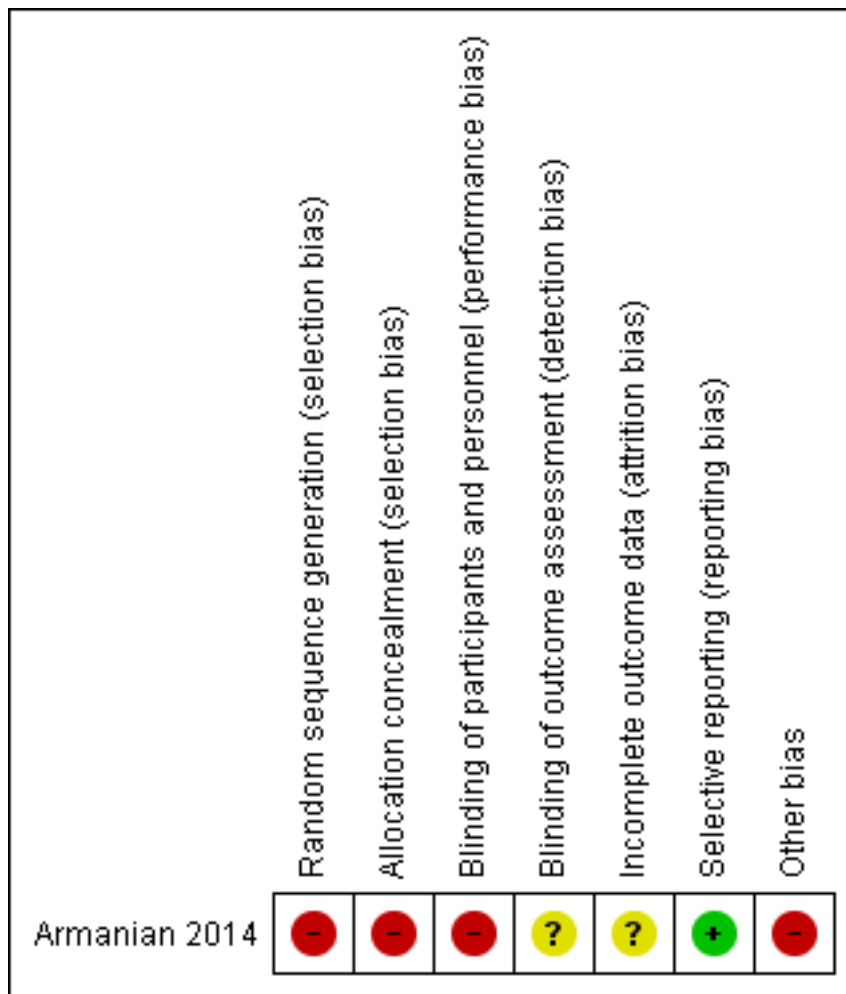 Random sequence generation (selection bias)
Allocation concealment (selection bias)
Blinding of participants and personnel (performance bias)
Blinding of outcome assessment (detection bias)
Incomplete outcome data (attrition bias)
Selective reporting (reporting bias)
Other bias
Armanian 2014 - - - ? ? + -